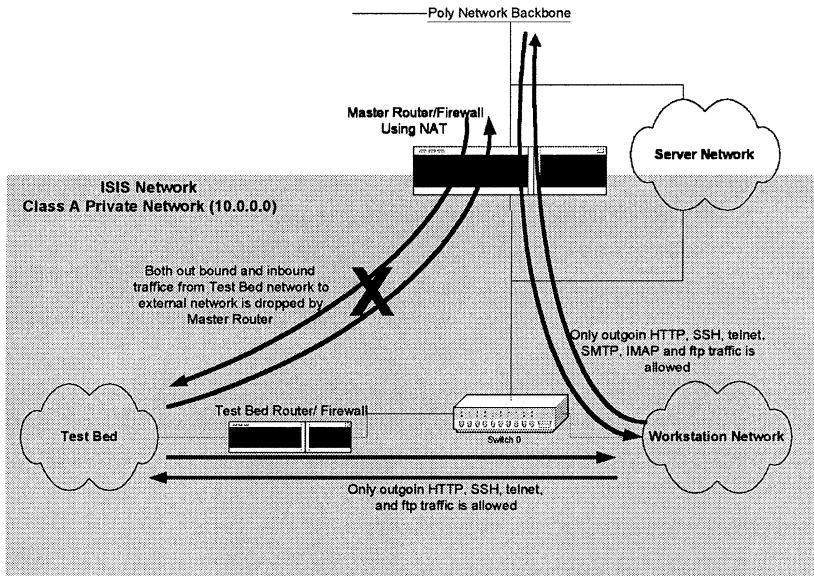 Poly Network Backbone
Master Router/Firewall
Using NAT
Server Network
ISIS Network
Class A Private Network (10.0.0.0)
Both out bound and inbound
traffic from Test Bed network to
external network is dropped by
Master Router
Only outgoin HTTP, SSH, telnet,
SMTP, IMAP and ftp traffic is
allowed
Test Bed Router/ Firewall
Test Bed
Switch 0
Workstation Network
Only outgoin HTTP, SSH, telnet,
and ftp traffic is allowed